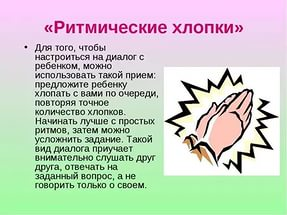 «Ритмические хлопки»
• Для того, чтобы
настроиться на диалог с
ребенком, можно
использовать такой прием:
предложите ребенку
хлопать с вами по очереди,
повторяя точное
количество хлопков.
Начинать лучше с простых
ритмов, затем можно
усложнить задание. Такой
вид диалога приучает
внимательно слушать друг
друга, отвечать на
заданный вопрос, а не
говорить только о своем.